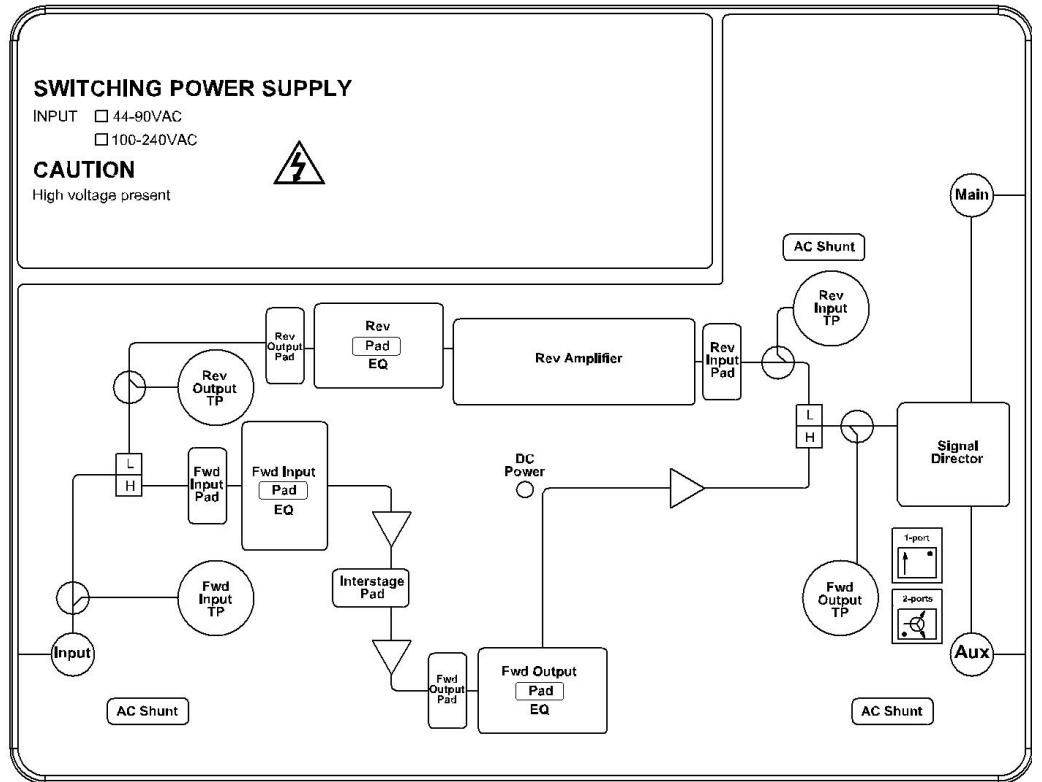 SWITCHING POWER SUPPLY
INPUT 44-90VAC
100-240VAC
CAUTION
High voltage present
Main
AC Shunt
Rev
Input
TP
Rev
Output
Pad
Rev
Pad
EQ
Rev Amplifier
Rev
Input
Pad
Rev
Output
TP
L
H
L
H
Fwd
Input
Pad
Fwd Input
Pad
EQ
DC
Power
Signal
Director
1-port
2-ports
Interstage
Pad
Fwd
Input
TP
Fwd
Output
TP
Input
Fwd
Output
Pad
Fwd Output
Pad
EQ
Aux
AC Shunt
AC Shunt